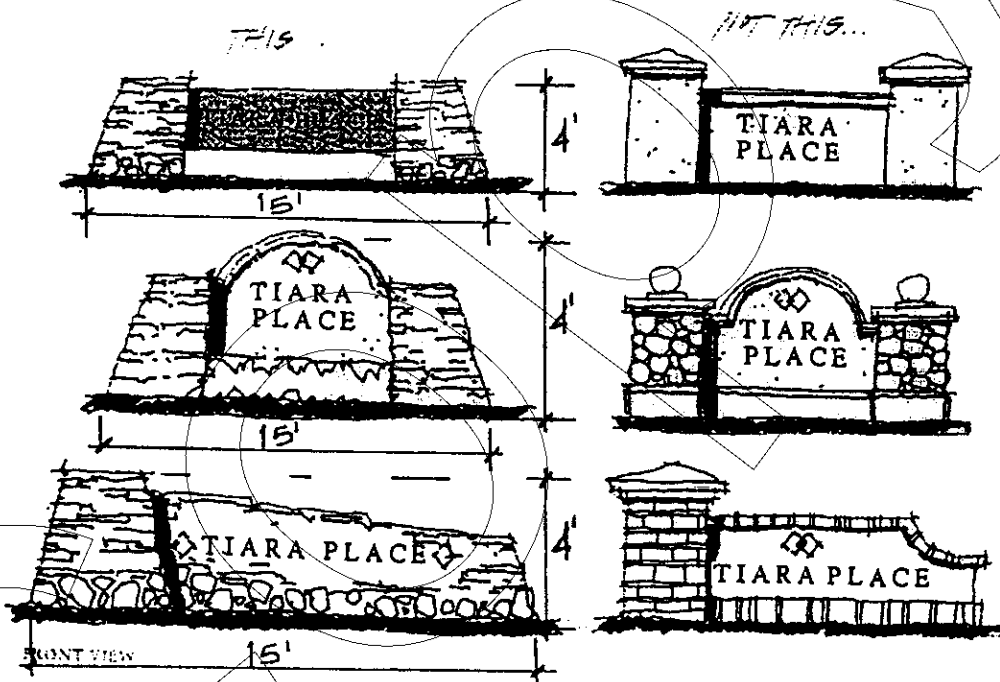 THIS
NOT THIS...
4'
TIARA
PLACE
15'
TIARA
PLACE
4'
TIARA
PLACE
15'
TIARA PLACE
4'
TIARA PLACE
FRONT VIEW
15'